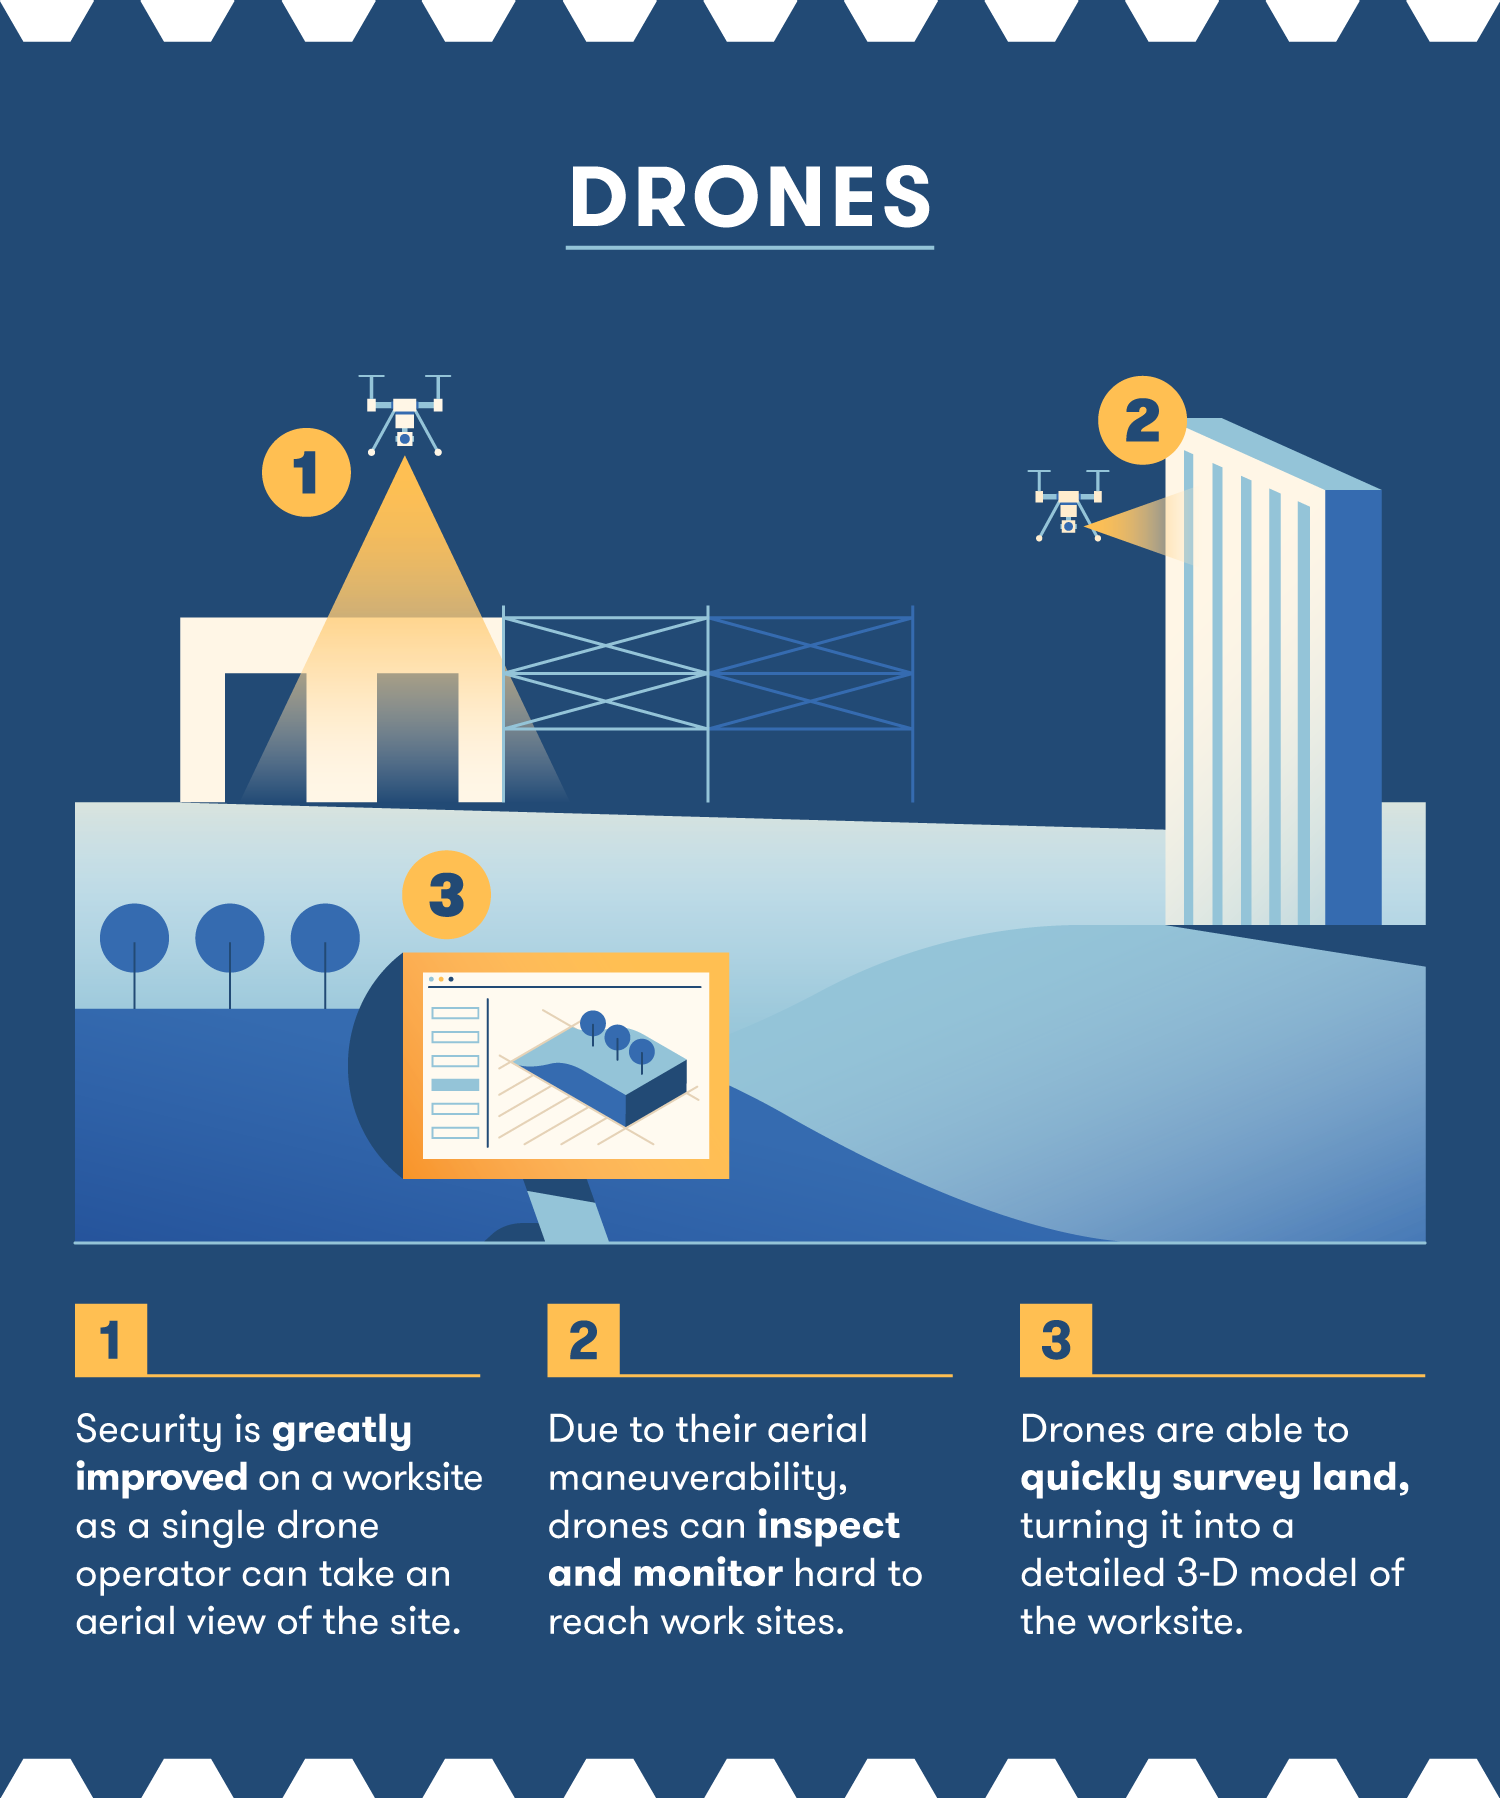 DRONES
1
2
3
1
Security is greatly
improved on a worksite
as a single drone
operator can take an
aerial view of the site.
2
Due to their aerial
maneuverability,
drones can inspect
and monitor hard to
reach work sites.
3
Drones are able to
quickly survey land,
turning it into a
detailed 3-D model of
the worksite.